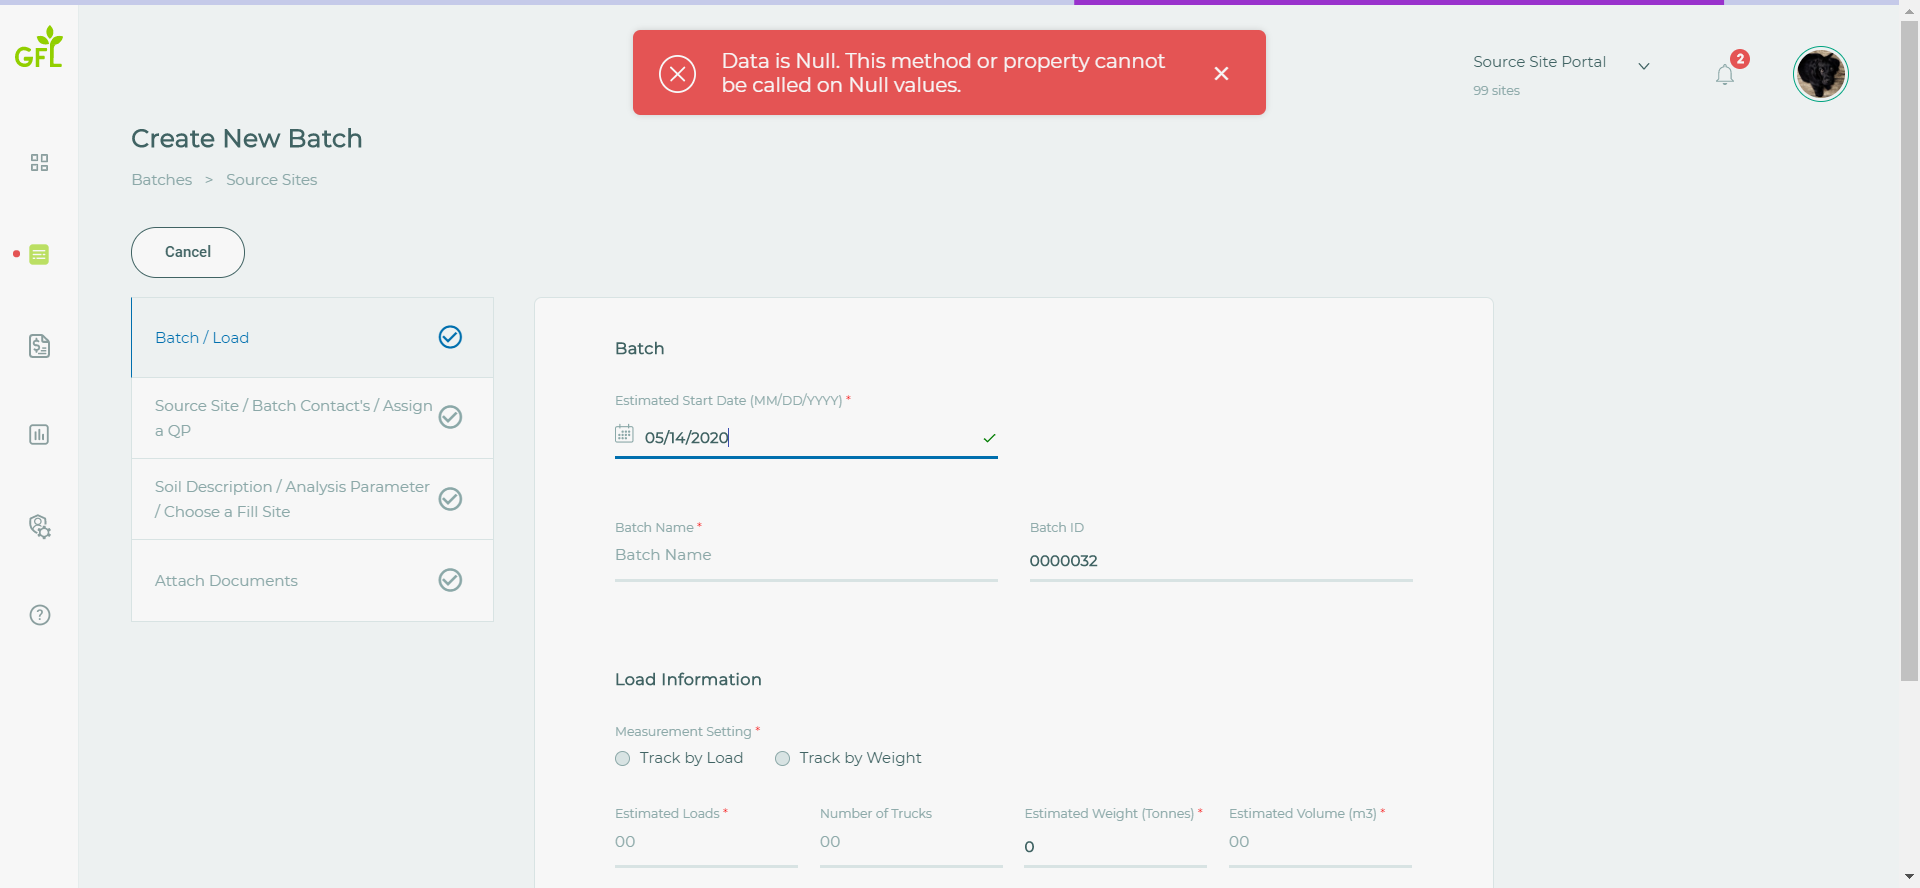 GFL
Data is Null. This method or property cannot
be called on Null values.
Source Site Portal
99 sites
2
Create New Batch
Batches > Source Sites
Cancel
Batch / Load
Source Site / Batch Contact's / Assign
a QP
Soil Description / Analysis Parameter
/ Choose a Fill Site
Attach Documents
Batch
Estimated Start Date (MM/DD/YYYY) *
05/14/2020
Batch Name * Batch ID
Batch Name 0000032
Load Information
Measurement Setting *
Track by Load Track by Weight
Estimated Loads * Number of Trucks Estimated Weight (Tonnes) * Estimated Volume (m3) *
00 00 0 00